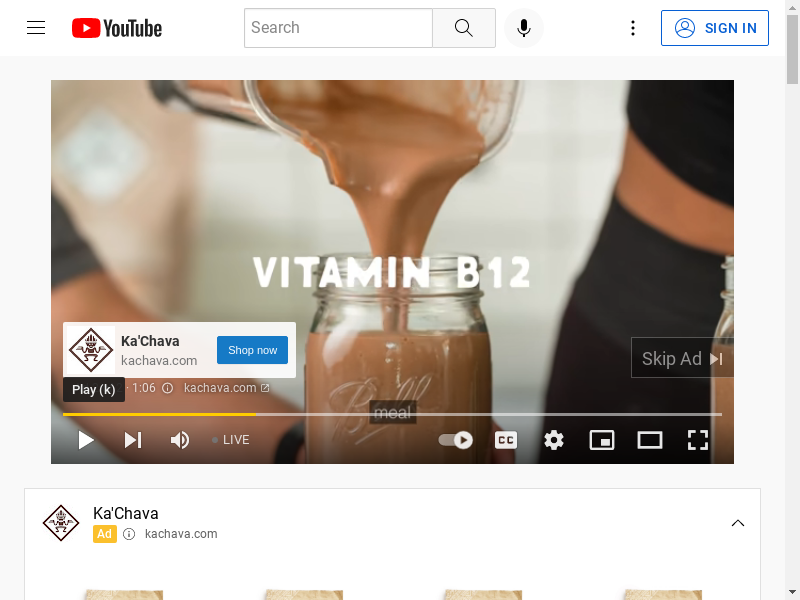 YouTube
Search
SIGN IN
VITAMIN B12
Ka'Chava
kachava.com
Shop now
Skip Ad
Play (k)
· 1:06
kachava.com
meal
LIVE
CC
Ka'Chava
Ad
kachava.com